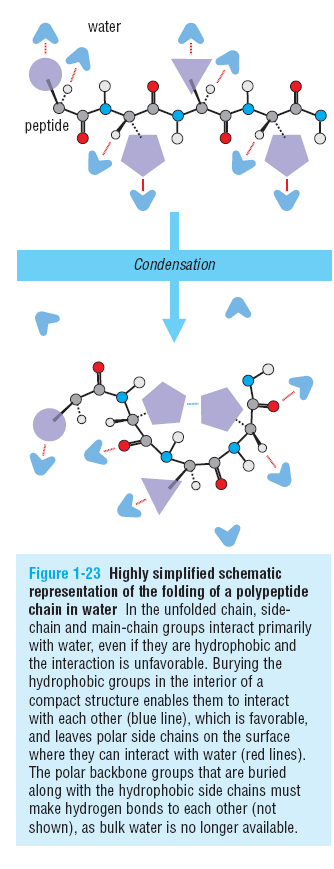 water
peptide
Condensation
Figure 1-23 Highly simplified schematic
representation of the folding of a polypeptide
chain in water In the unfolded chain, side-
chain and main-chain groups interact primarily
with water, even if they are hydrophobic and
the interaction is unfavorable. Burying the
hydrophobic groups in the interior of a
compact structure enables them to interact
with each other (blue line), which is favorable,
and leaves polar side chains on the surface
where they can interact with water (red lines).
The polar backbone groups that are buried
along with the hydrophobic side chains must
make hydrogen bonds to each other (not
shown), as bulk water is no longer available.